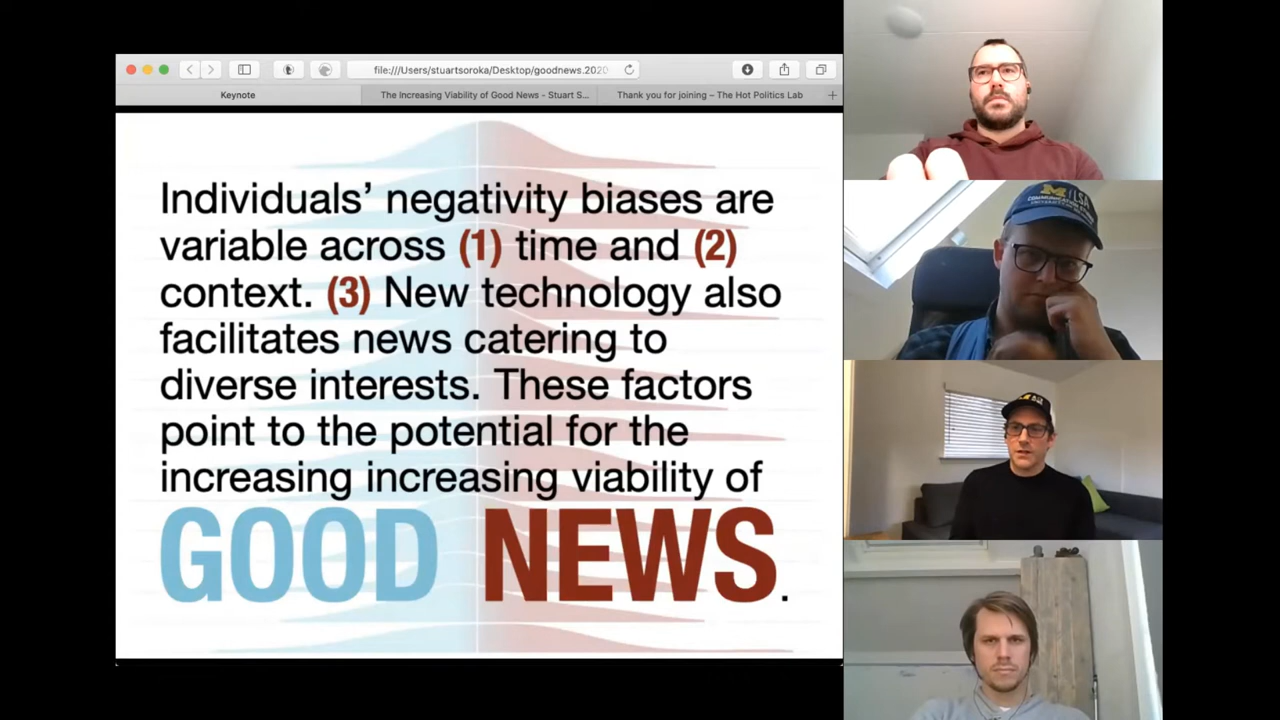 file:///Users/stuartsoroka/Desktop/goodnews.2020
Keynote
The Increasing Viability of Good News - Stuart S...
Thank you for joining – The Hot Politics Lab
Individuals’ negativity biases are
variable across (1) time and (2)
context. (3) New technology also
facilitates news catering to
diverse interests. These factors
point to the potential for the
increasing increasing viability of
GOOD NEWS.
M LSA